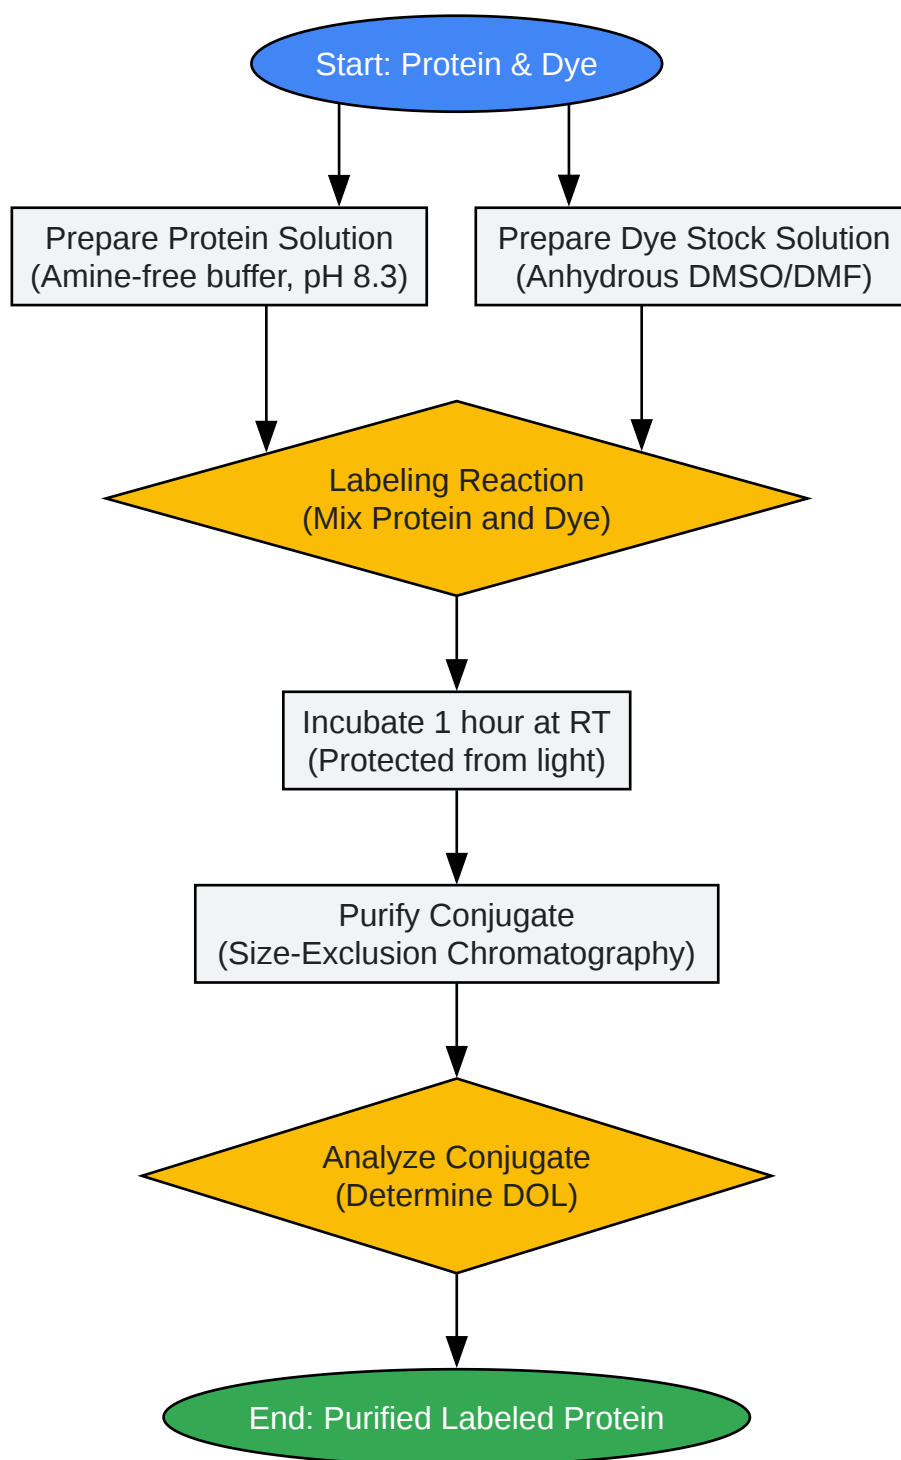 Start: Protein & Dye
Prepare Protein Solution
(Amine-free buffer, pH 8.3)
Prepare Dye Stock Solution
(Anhydrous DMSO/DMF)
Labeling Reaction
(Mix Protein and Dye)
Incubate 1 hour at RT
(Protected from light)
Purify Conjugate
(Size-Exclusion Chromatography)
Analyze Conjugate
(Determine DOL)
End: Purified Labeled Protein